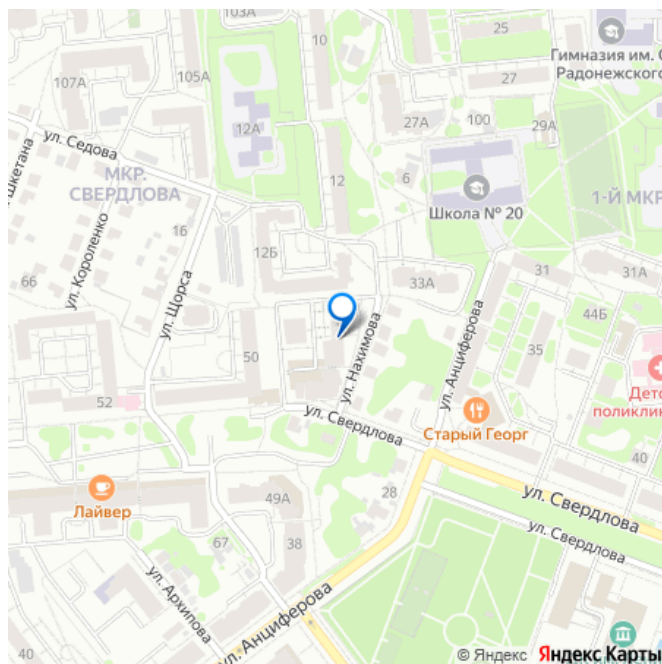 103А
10
25
Гимназия им. С
Радонежского
107А
105А
27
12А
27А
100
29А
ул. Седова
МКР.
СВЕРДЛОВА
Шкетана
12
6
Школа № 20
1-Й МКР
16
ул. Короленко
66
12Б
33А
31
31А
ул. Щорса
ул. Нахимова
ул. Анциферова
44Б
50
35
52
ул. Свердлова
Старый Георг
Детс
поликлин
40
Лайвер
49А
28
ул. Свердлова
ул. Свердлова
67
38
ул. Архипова
ул. Анциферова
40
© Яндекс Яндекс Карты